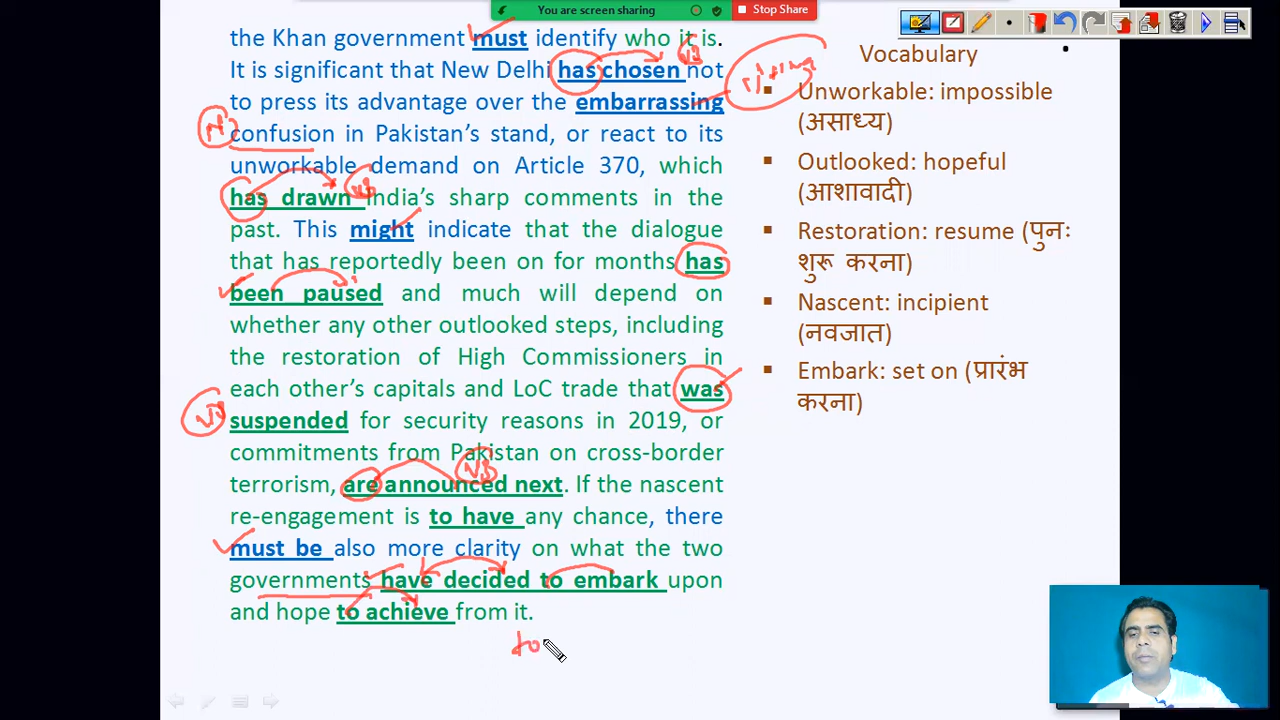 You are screen sharing
Stop Share
the Khan government must identify who it is.
It is significant that New Delhi has chosen not
to press its advantage over the embarrassing
confusion in Pakistan's stand, or react to its
unworkable demand on Article 370, which
has drawn India's sharp comments in the
past. This might indicate that the dialogue
that has reportedly been on for months has
been paused and much will depend on
whether any other outlooked steps, including
the restoration of High Commissioners in
each other's capitals and LoC trade that was
suspended for security reasons in 2019, or
commitments from Pakistan on cross-border
terrorism, are announced next. If the nascent
re-engagement is to have any chance, there
must be also more clarity on what the two
governments have decided to embark upon
and hope to achieve from it.
to
V3
N
V3
V3
V3
Vocabulary
Unworkable: impossible
(असाध्य)
Outlooked: hopeful
(आशावादी)
Restoration: resume (पुनः
शुरू करना)
Nascent: incipient
(नवजात)
Embark: set on (प्रारंभ
करना)